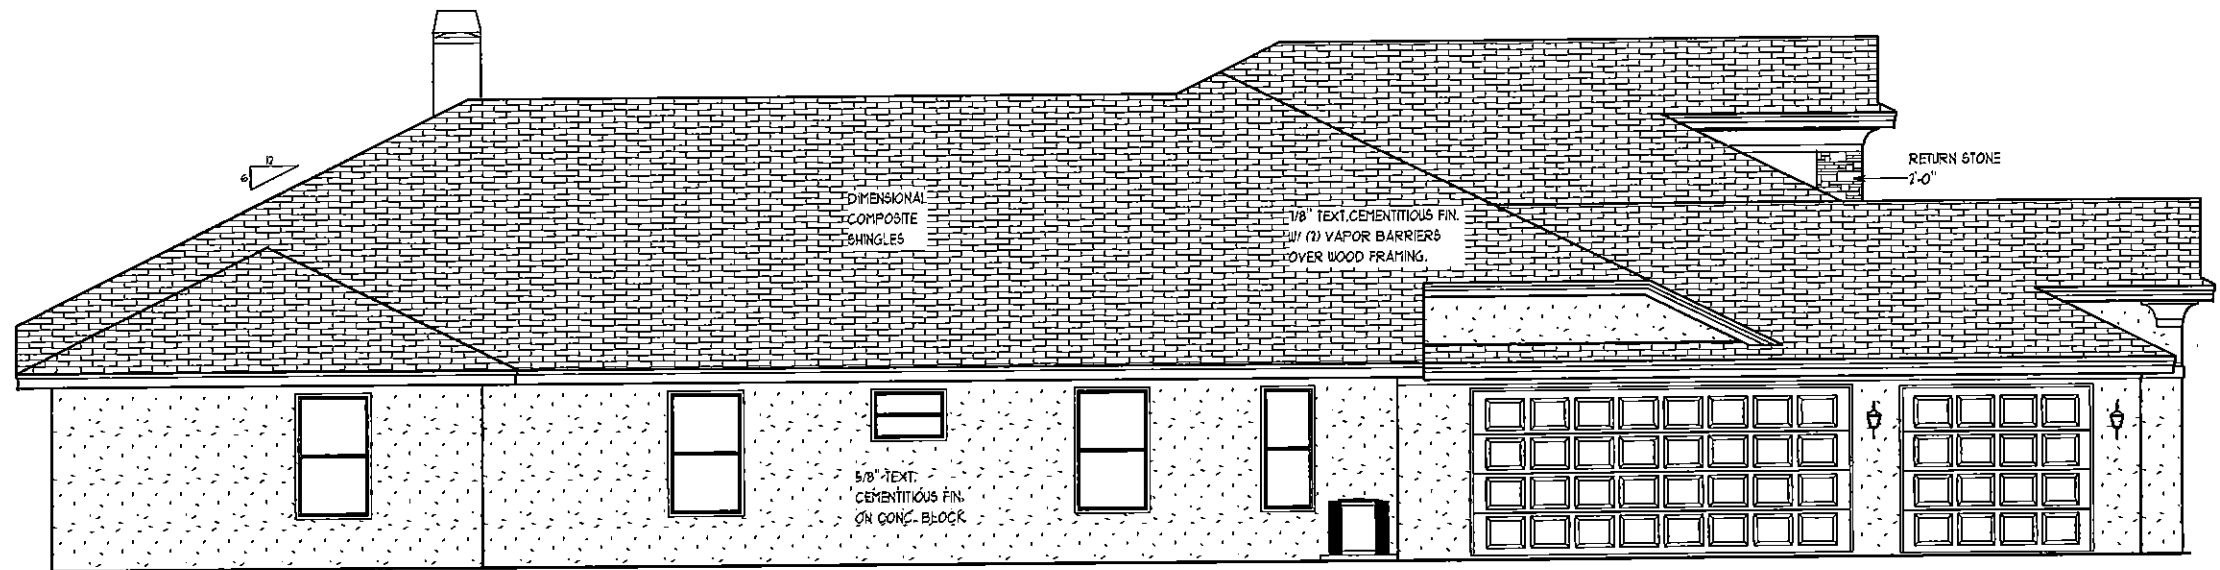 12
6
RETURN STONE
2'-0"
DIMENSIONAL
COMPOSITE
SHINGLES
7/8" TEXT.CEMENTITIOUS FIN.
W/ (2) VAPOR BARRIERS
OVER WOOD FRAMING.
5/8" TEXT.
CEMENTITIOUS FIN.
ON CONC. BLOCK